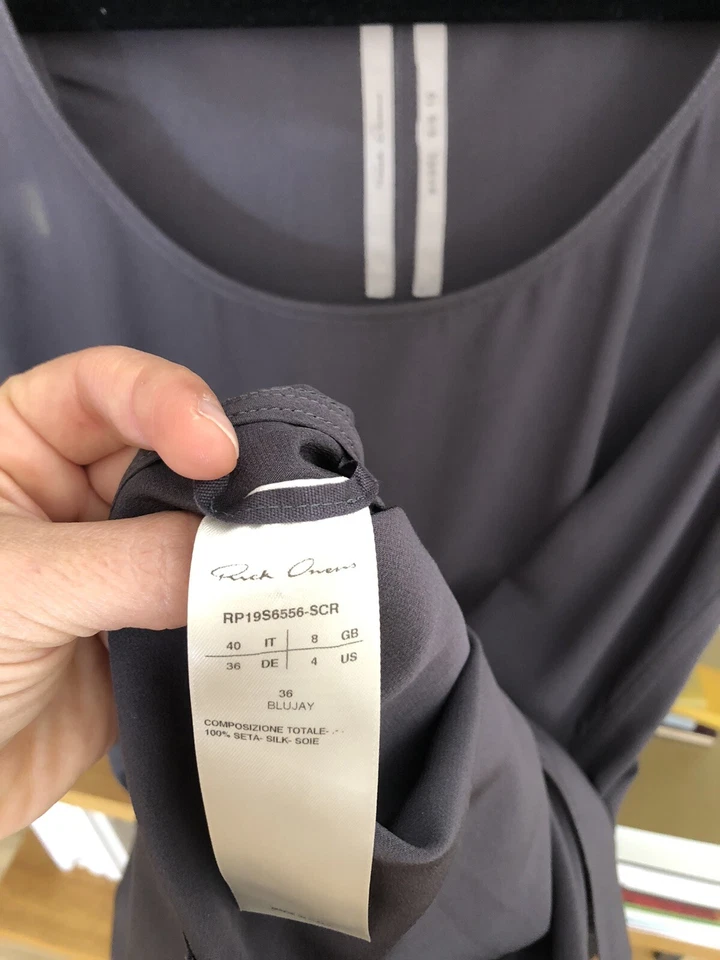 Rick Owens
RP19S6556-SCR
40 IT 8 GB
36 DE 4 US
36
BLUJAY
COMPOSIZIONE TOTALE-
100% SETA- SILK- SOIE